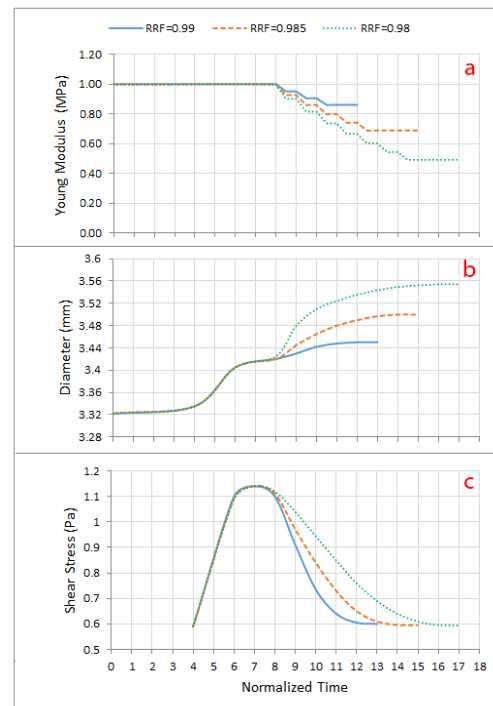 RRF=0.99 RRF=0.985 RRF=0.98
a
1.20
1.00
0.80
0.60
0.40
0.20
0.00
Young Modulus (MPa)
b
3.6
3.56
3.52
3.48
3.44
3.4
3.36
3.32
3.28
Diameter (mm)
c
1.2
1.1
1
0.9
0.8
0.7
0.6
0.5
Shear Stress (Pa)
0 1 2 3 4 5 6 7 8 9 10 11 12 13 14 15 16 17 18
Normalized Time